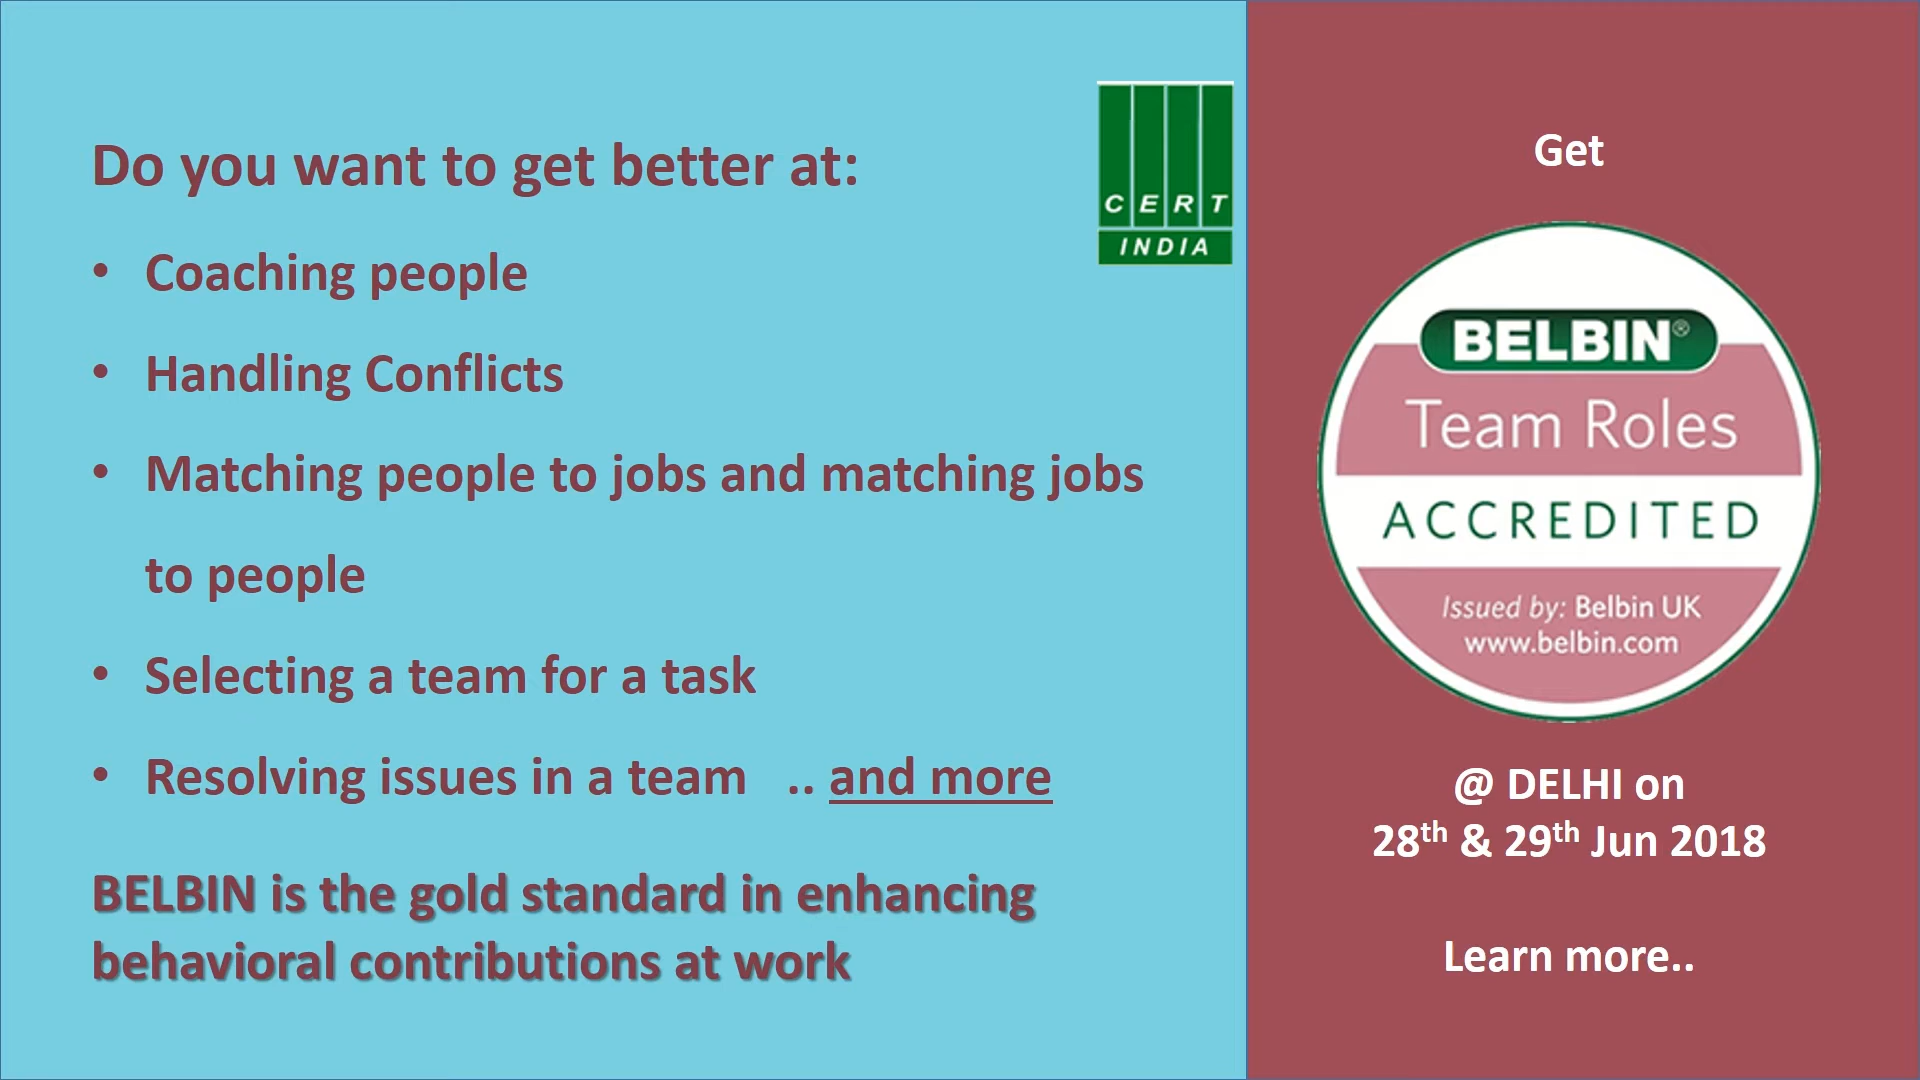 Do you want to get better at:
• Coaching people
• Handling Conflicts
• Matching people to jobs and matching jobs
to people
• Selecting a team for a task
• Resolving issues in a team .. and more
BELBIN is the gold standard in enhancing
behavioral contributions at work
CERT
INDIA
Get
BELBIN®
Team Roles
ACCREDITED
Issued by: Belbin UK
www.belbin.com
@ DELHI on
28th & 29th Jun 2018
Learn more..